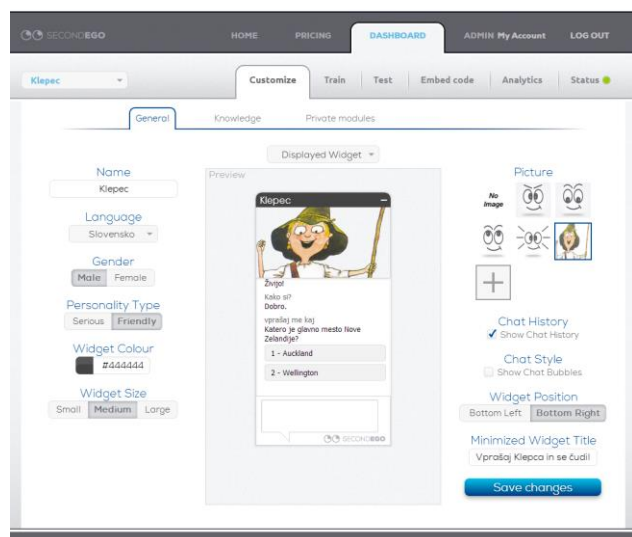 SECONDEGO
HOME PRICING DASHBOARD ADMIN My Account LOG OUT
Klepec Customize Train Test Embed code Analytics Status
General Knowledge Private modules
Displayed Widget
Name
Klepec
Language
Slovensko
Gender
Male Female
Personality Type
Serious Friendly
Widget Colour
#444444
Widget Size
Small Medium Large
Preview
Klepec
Živjo!
Kako si?
Dobro.
vprašaj me kaj
Katero je glavno mesto Nove
Zelandije?
1 - Auckland
2 - Wellington
SECONDEGO
Picture
No
Image
Chat History
Show Chat History
Chat Style
Show Chat Bubbles
Widget Position
Bottom Left Bottom Right
Minimized Widget Title
Vprašaj Klepca in se čudi!
Save changes